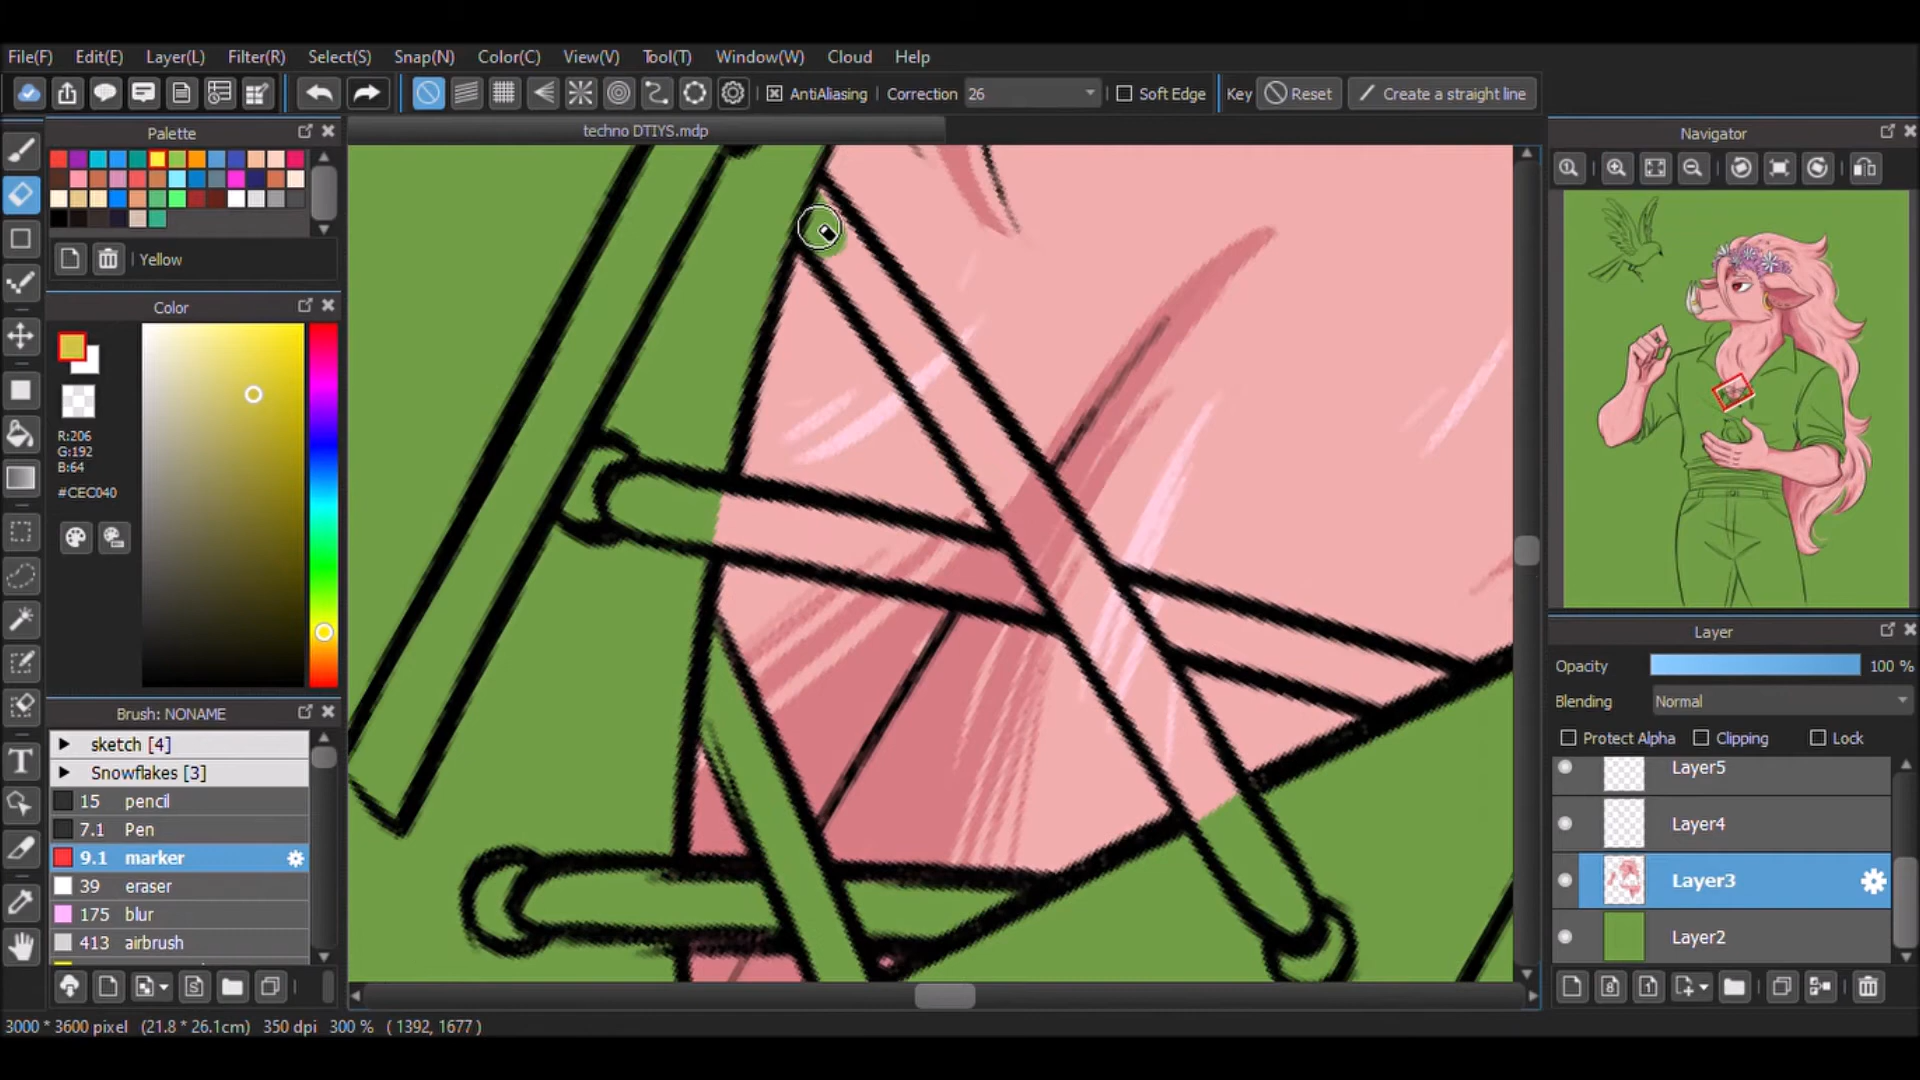 File(F) Edit(E) Layer(L) Filter(R) Select(S) Snap(N) Color(C) View(V) Tool(T) Window(W) Cloud Help
AntiAliasing Correction 26 Soft Edge Key Reset Create a straight line
techno DTIYS.mdp
Palette
Yellow
Color
R:206
G:192
B:64
#CEC040
Brush: NONAME
sketch [4]
Snowflakes [3]
15 pencil
7.1 Pen
9.1 marker
39 eraser
175 blur
413 airbrush
Navigator
Layer
Opacity 100 %
Blending Normal
Protect Alpha Clipping Lock
Layer5
Layer4
Layer3
Layer2
3000 * 3600 pixel (21.8 * 26.1cm) 350 dpi 300 % ( 1392, 1677 )